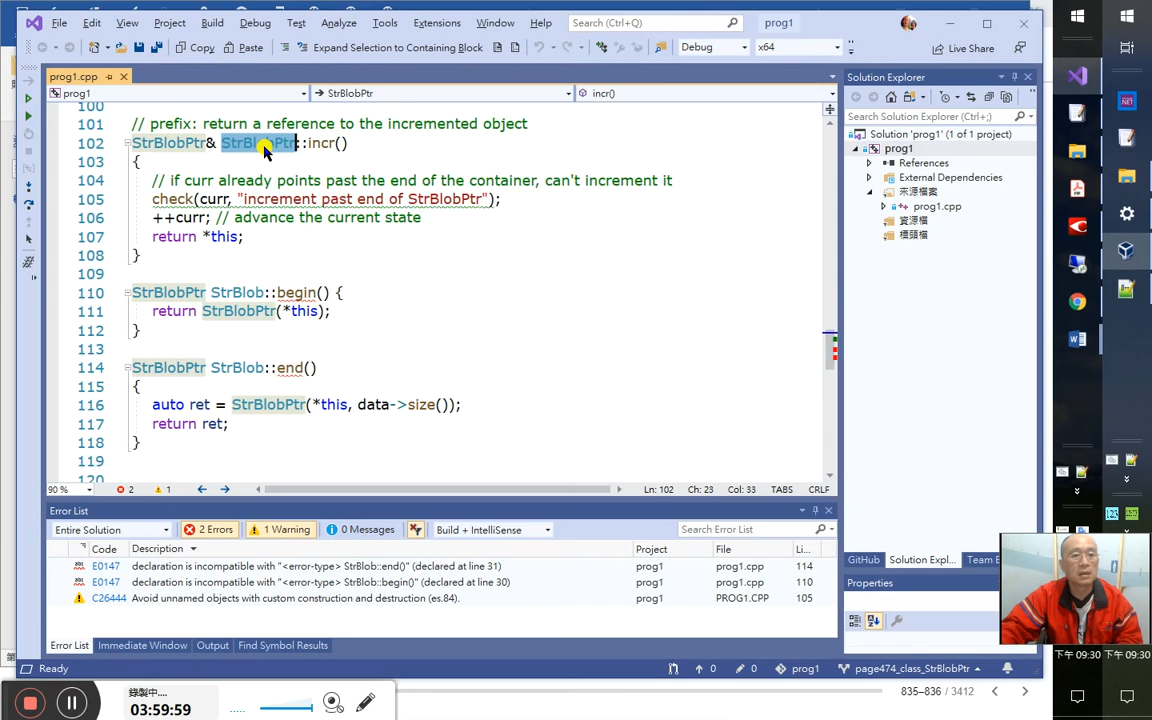 File Edit View Project Build Debug Test Analyze Tools Extensions Window Help Search (Ctrl+Q) prog1
Copy Paste Expand Selection to Containing Block Debug x64 Live Share
prog1.cpp
prog1 StrBlobPtr incr()
100
101 // prefix: return a reference to the incremented object
102 StrBlobPtr& StrBlobPtr::incr()
103 {
104 // if curr already points past the end of the container, can't increment it
105 check(curr, "increment past end of StrBlobPtr");
106 ++curr; // advance the current state
107 return *this;
108 }
109
110 StrBlobPtr StrBlob::begin() {
111 return StrBlobPtr(*this);
112 }
113
114 StrBlobPtr StrBlob::end()
115 {
116 auto ret = StrBlobPtr(*this, data->size());
117 return ret;
118 }
119
120
90 % 2 1 Ln: 102 Ch: 23 Col: 33 TABS CRLF
Error List
Entire Solution 2 Errors 1 Warning 0 Messages Build + IntelliSense Search Error List
Code Description Project File Li...
E0147 declaration is incompatible with "<error-type> StrBlob::end()" (declared at line 31) prog1 prog1.cpp 114
E0147 declaration is incompatible with "<error-type> StrBlob::begin()" (declared at line 30) prog1 prog1.cpp 110
C26444 Avoid unnamed objects with custom construction and destruction (es.84). prog1 PROG1.CPP 105
Error List Immediate Window Output Find Symbol Results
Ready 0 0 prog1 page474_class_StrBlobPtr
Solution Explorer
Search Solution Explorer (Ctrl+;)
Solution 'prog1' (1 of 1 project)
prog1
References
External Dependencies
來源檔案
prog1.cpp
資源檔
標頭檔
GitHub Solution Expl... Team E
Properties
錄製中...
03:59:59
835–836 / 3412
下午 09:30 下午 09:30